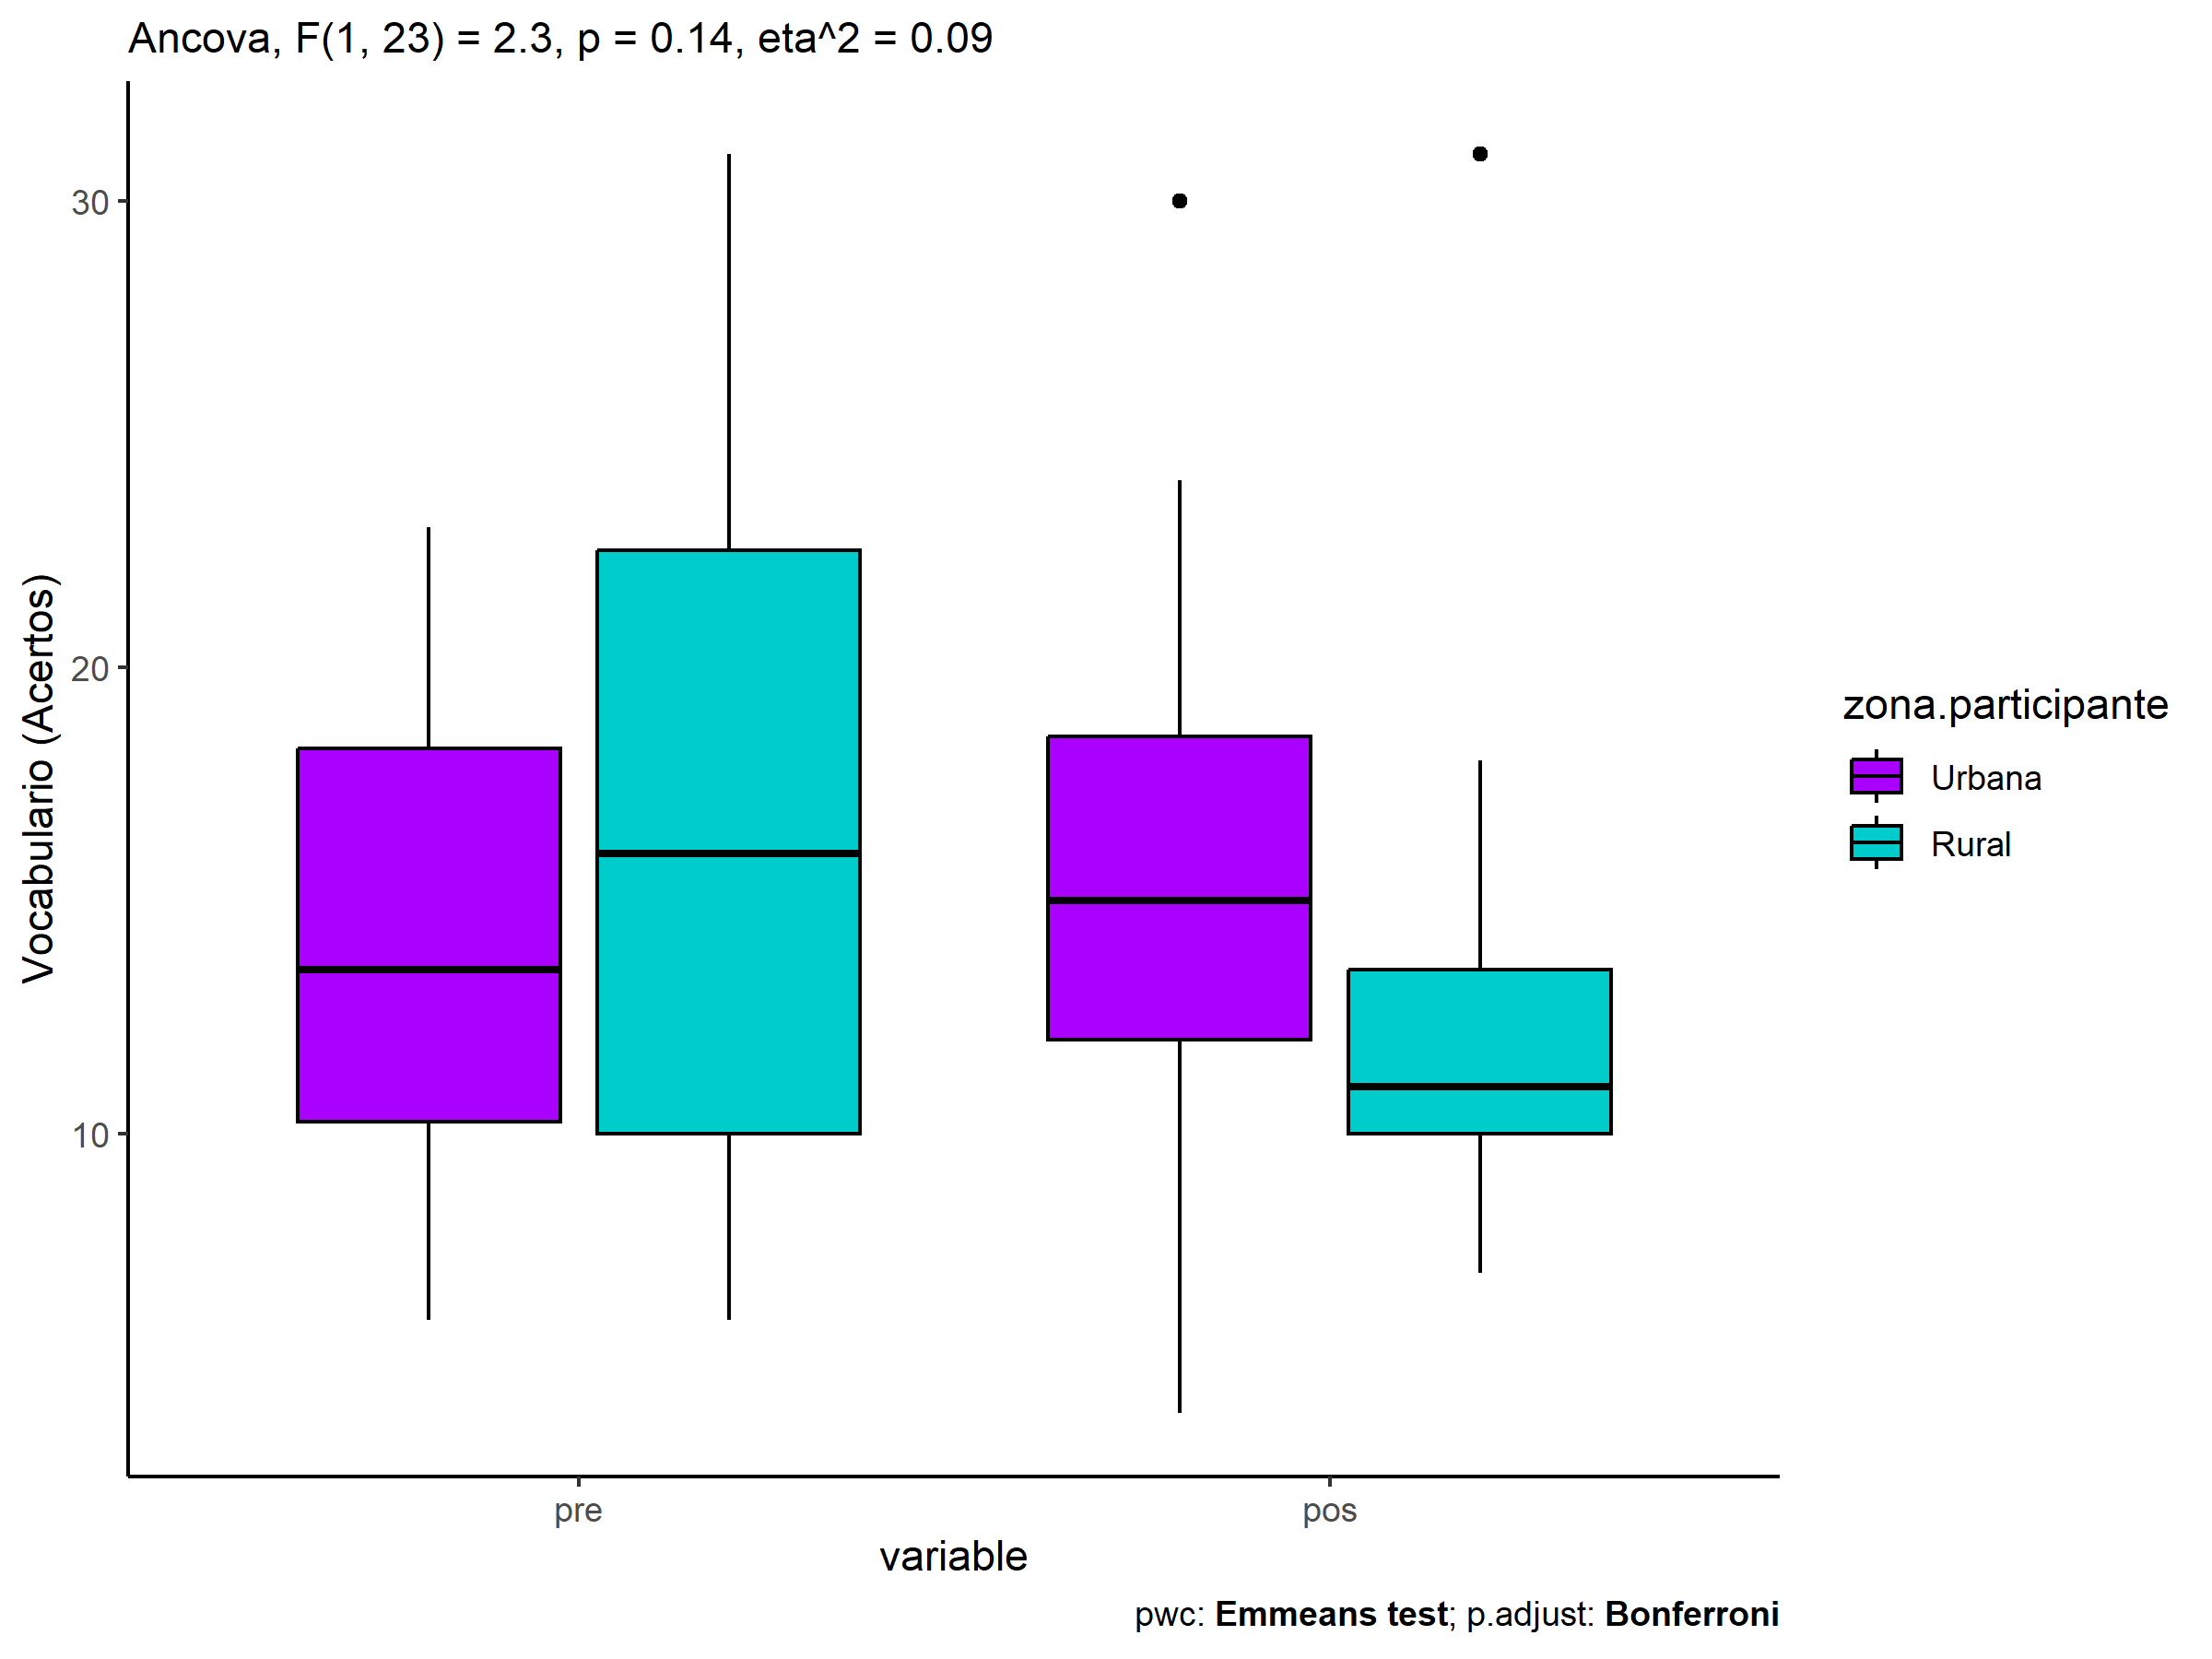 Ancova, F(1, 23) = 2.3, p = 0.14, eta^2 = 0.09
Vocabulario (Acertos)
30
20
10
pre
pos
variable
zona.participante
Urbana
Rural
pwc: Emmeans test; p.adjust: Bonferroni